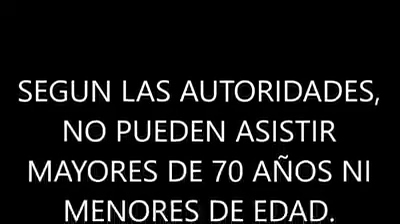 SEGUN LAS AUTORIDADES,
NO PUEDEN ASISTIR
MAYORES DE 70 AÑOS NI
MENORES DE EDAD.